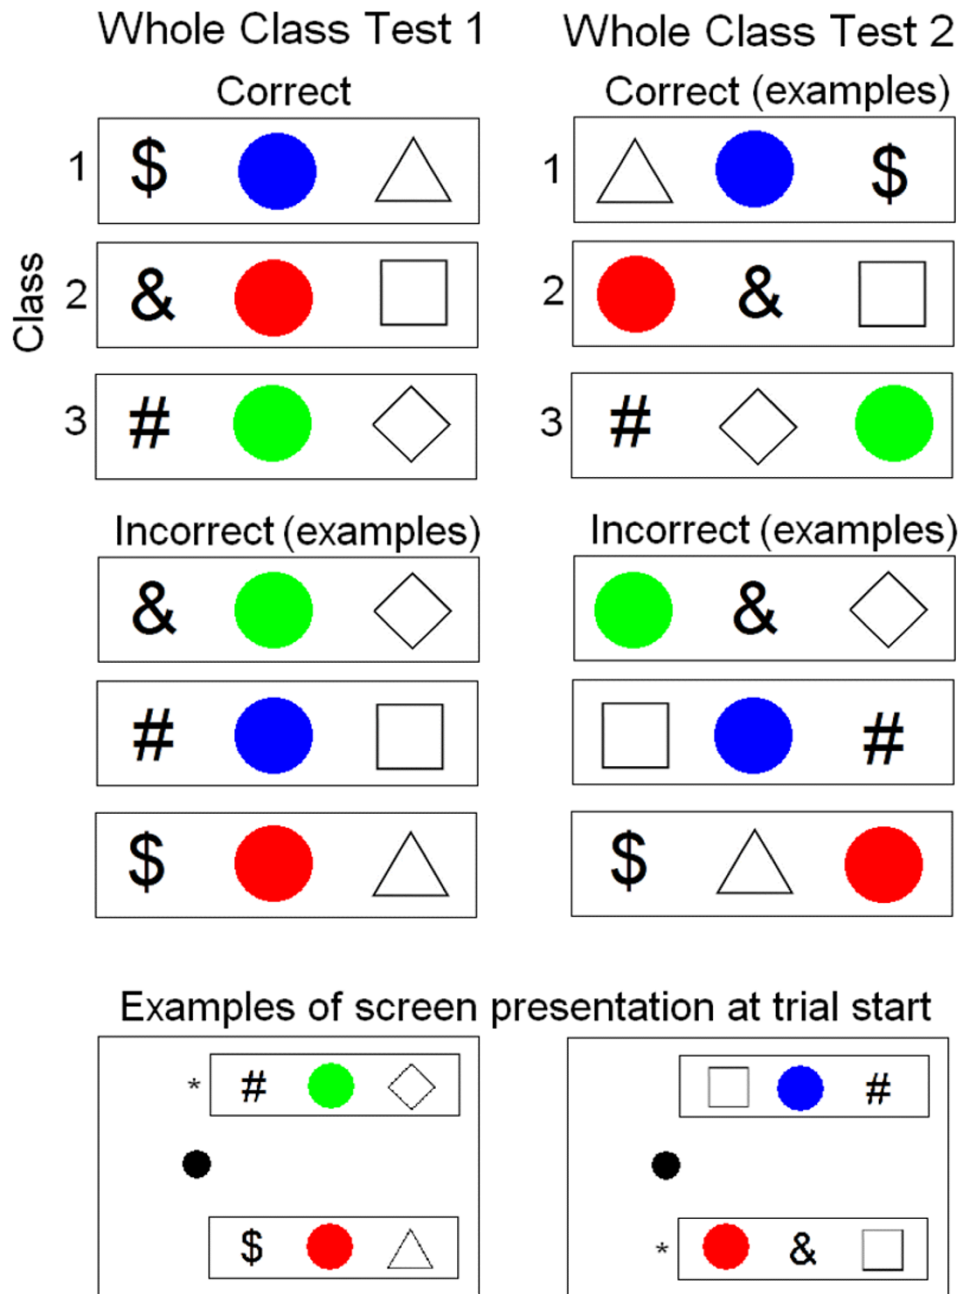 Whole Class Test 1
Whole Class Test 2
Correct
Correct (examples)
Class
1 $
1 $
2 &
2 &
3 #
3 #
Incorrect (examples)
Incorrect (examples)
&
&
#
#
$
$
Examples of screen presentation at trial start
* #
#
$
* &